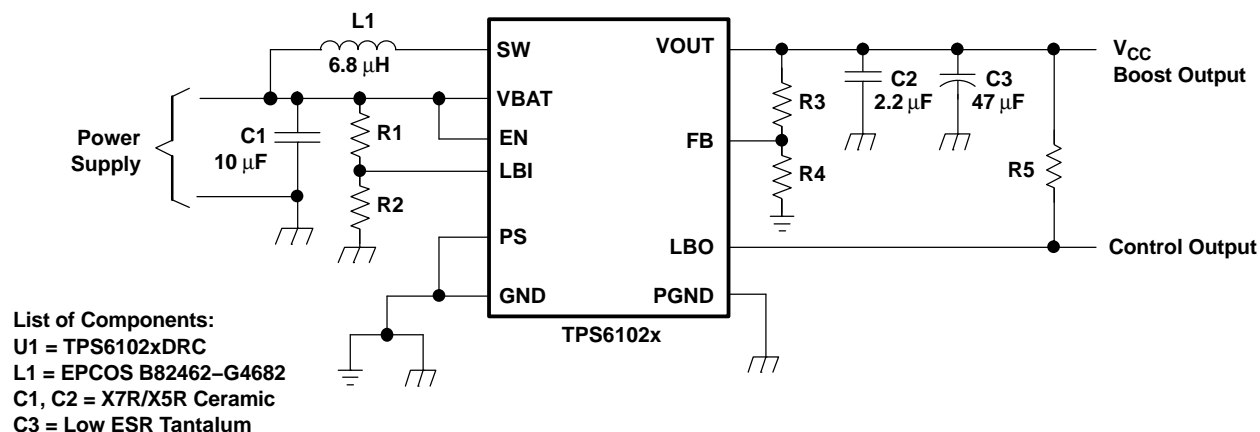 L1
6.8 µH
SW
VOUT
VCC
Boost Output
VBAT
C2
2.2 µF
C3
47 µF
R3
Power
Supply
C1
10 µF
R1
EN
FB
LBI
R4
R5
R2
PS
LBO
Control Output
GND
PGND
TPS6102x
List of Components:
U1 = TPS6102xDRC
L1 = EPCOS B82462–G4682
C1, C2 = X7R/X5R Ceramic
C3 = Low ESR Tantalum